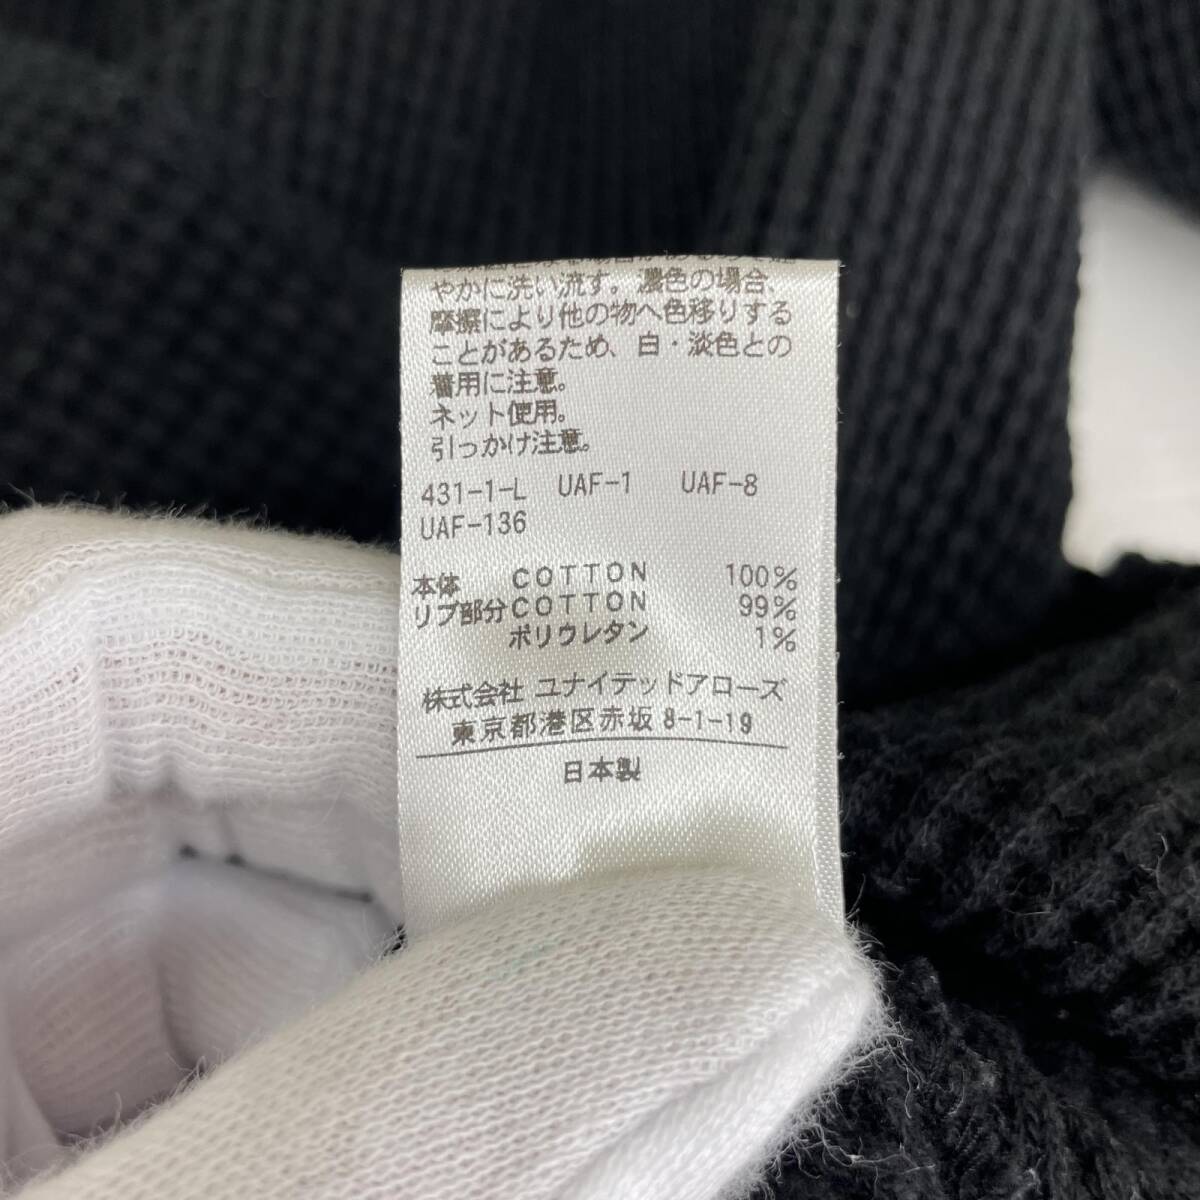 やかに洗い流す。濃色の場合、
摩擦により他の物へ色移りする
ことがあるため、白・淡色との
着用に注意。
ネット使用。
引っかけ注意。
431-1-L UAF-1 UAF-8
UAF-136
本体 COTTON 100%
リブ部分 COTTON 99%
ポリウレタン 1%
株式会社 ユナイテッドアローズ
東京都港区赤坂8-1-19
日本製